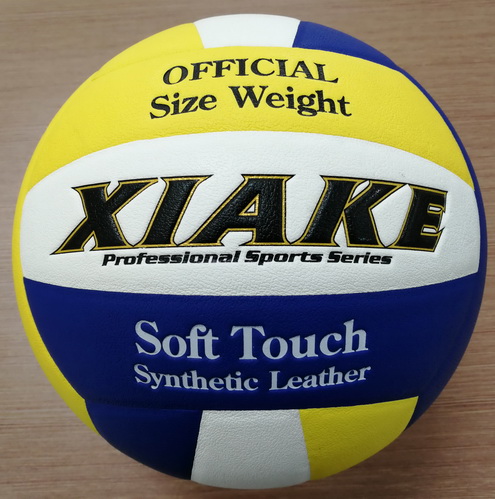 OFFICIAL
Size Weight
XIAKE
Professional Sports Series
Soft Touch
Synthetic Leather